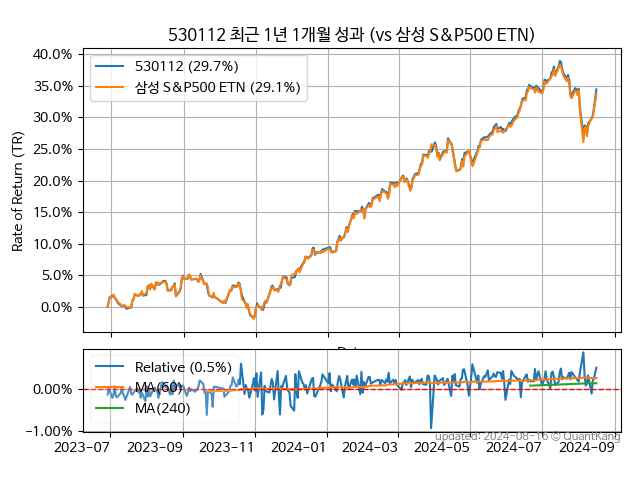 530112 최근 1년 1개월 성과 (vs 삼성 S&P500 ETN)
40.0%
35.0%
30.0%
25.0%
20.0%
15.0%
10.0%
5.0%
0.0%
Rate of Return (TR)
530112 (29.7%)
삼성 S&P500 ETN (29.1%)
0.00%
-1.00%
Relative (0.5%)
MA(60)
MA(240)
2023-07 2023-09 2023-11 2024-01 2024-03 2024-05 2024-07 2024-09
updated: 2024-08-16 © QuantKang